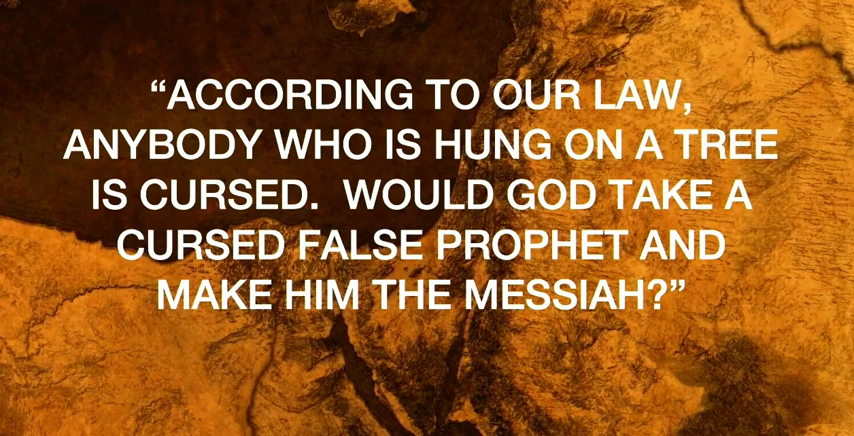 “ACCORDING TO OUR LAW,
ANYBODY WHO IS HUNG ON A TREE
IS CURSED.  WOULD GOD TAKE A
CURSED FALSE PROPHET AND
MAKE HIM THE MESSIAH?”